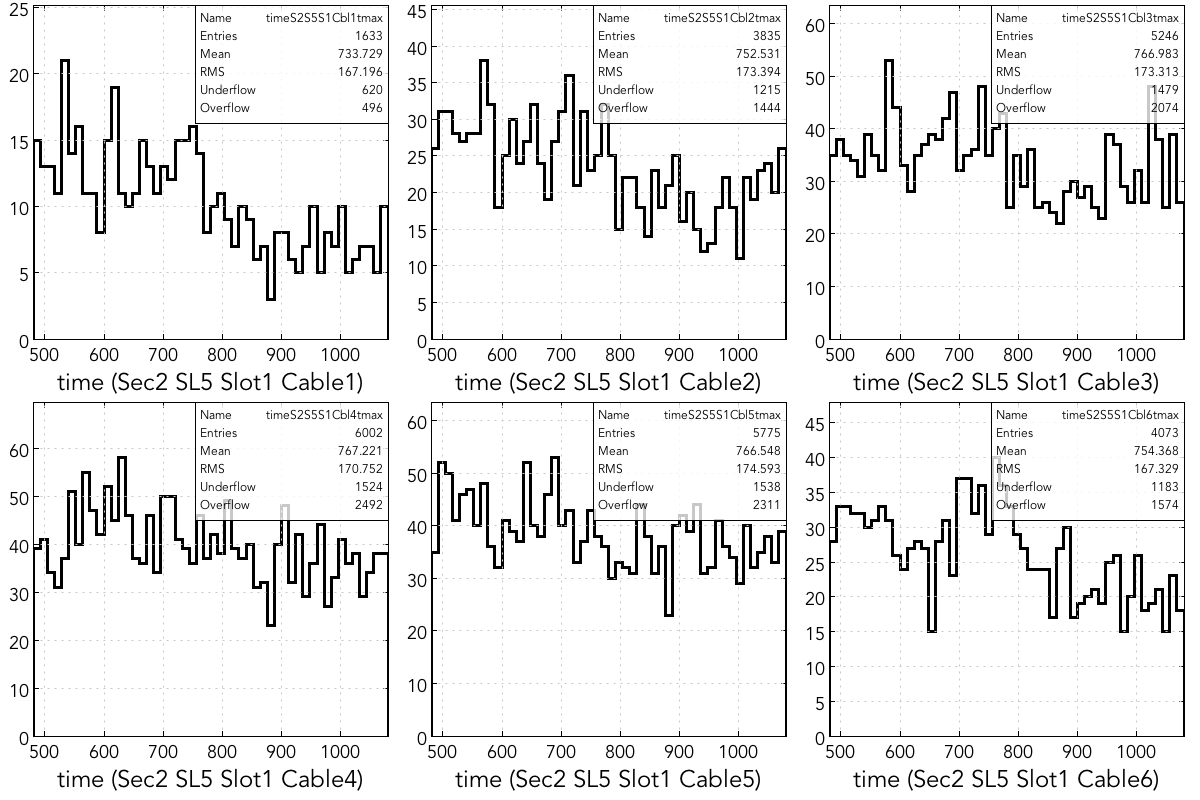 25
20
15
10
5
0
500 600 700 800 900 1000
time (Sec2 SL5 Slot1 Cable1)
Name timeS2S5S1Cbl1tmax
Entries 1633
Mean 733.729
RMS 167.196
Underflow 620
Overflow 496
45
40
35
30
25
20
15
10
5
0
500 600 700 800 900 1000
time (Sec2 SL5 Slot1 Cable2)
Name timeS2S5S1Cbl2tmax
Entries 3835
Mean 752.531
RMS 173.394
Underflow 1215
Overflow 1444
60
50
40
30
20
10
0
500 600 700 800 900 1000
time (Sec2 SL5 Slot1 Cable3)
Name timeS2S5S1Cbl3tmax
Entries 5246
Mean 766.983
RMS 173.313
Underflow 1479
Overflow 2074
60
50
40
30
20
10
0
500 600 700 800 900 1000
time (Sec2 SL5 Slot1 Cable4)
Name timeS2S5S1Cbl4tmax
Entries 6002
Mean 767.221
RMS 170.752
Underflow 1524
Overflow 2492
60
50
40
30
20
10
0
500 600 700 800 900 1000
time (Sec2 SL5 Slot1 Cable5)
Name timeS2S5S1Cbl5tmax
Entries 5775
Mean 766.548
RMS 174.593
Underflow 1538
Overflow 2311
45
40
35
30
25
20
15
10
5
0
500 600 700 800 900 1000
time (Sec2 SL5 Slot1 Cable6)
Name timeS2S5S1Cbl6tmax
Entries 4073
Mean 754.368
RMS 167.329
Underflow 1183
Overflow 1574